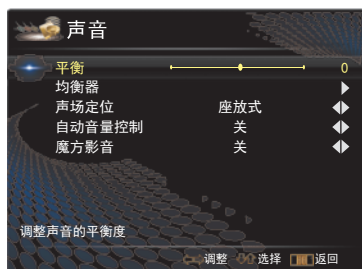 声音
平衡 0
均衡器
声场定位 座放式
自动音量控制 关
魔方影音 关
调整声音的平衡度
调整 选择 返回